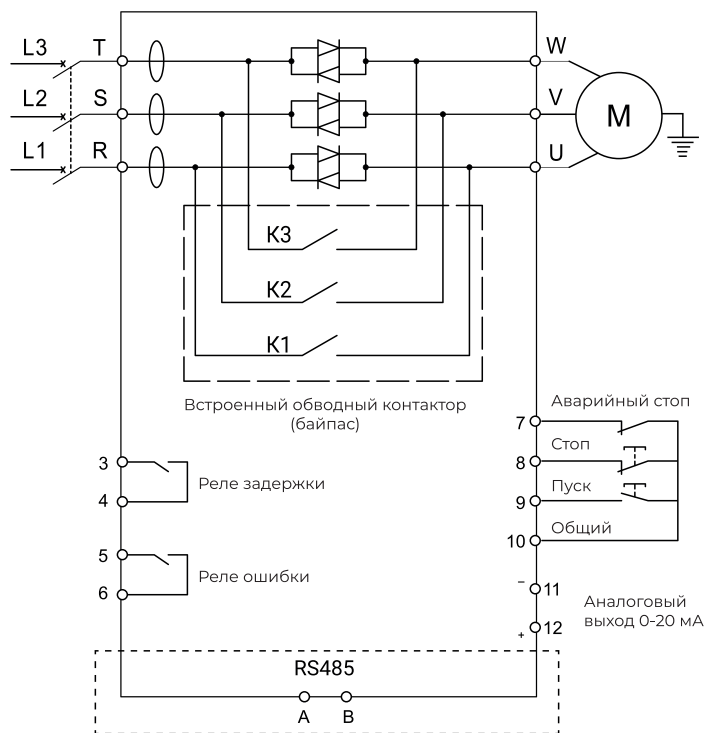 L3 T W
L2 S V
L1 R U
M
K3
K2
K1
Встроенный обводный контактор
(байпас)
3
4
Реле задержки
5
6
Реле ошибки
7 Аварийный стоп
8 Стоп
9 Пуск
10 Общий
− 11
+ 12
Аналоговый
выход 0-20 мА
RS485
A B